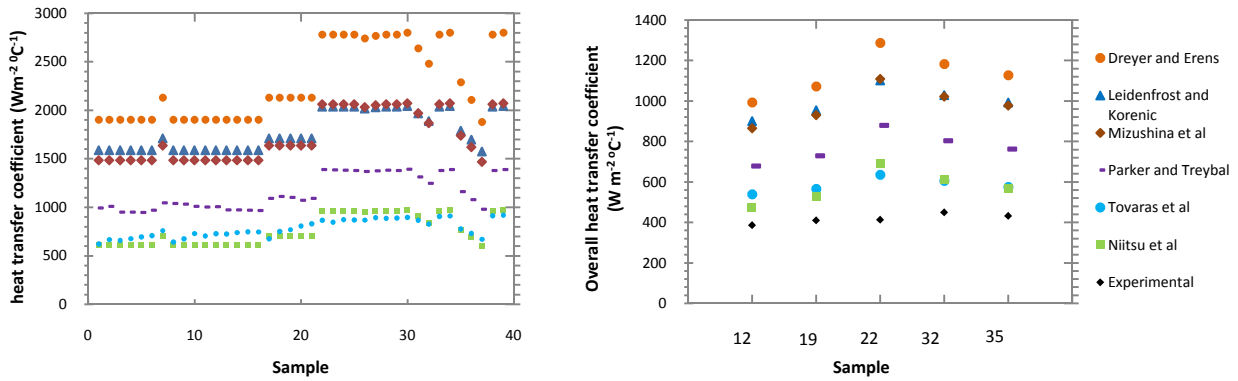 heat transfer coefficient (Wm-2 0C-1)
3000
2500
2000
1500
1000
500
0
0 10 20 30 40
Sample
Overall heat transfer coefficient
(W m-2 oC-1)
1400
1200
1000
800
600
400
200
0
12 19 22 32 35
Sample
Dreyer and Erens
Leidenfrost and
Korenic
Mizushina et al
Parker and Treybal
Tovaras et al
Niitsu et al
Experimental